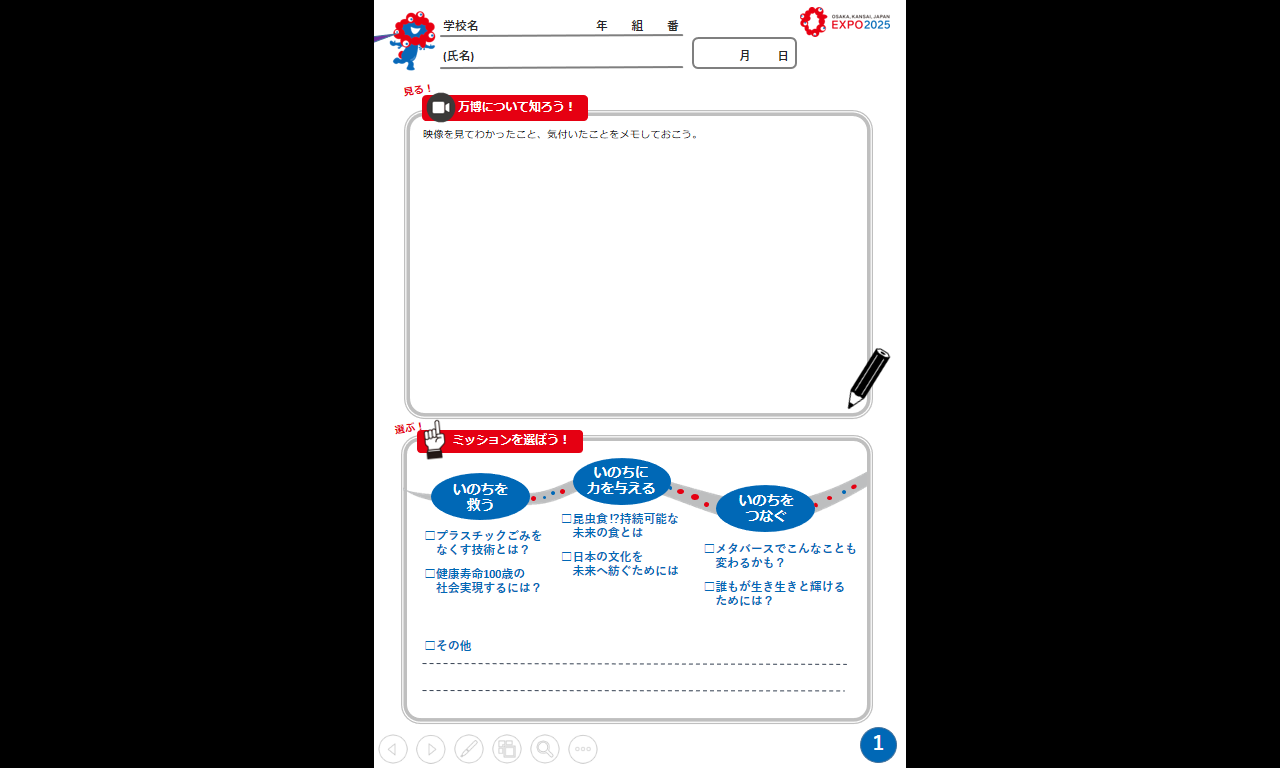 学校名 年 組 番
OSAKA, KANSAI, JAPAN
EXPO2025
(氏名)
月 日
見る！
万博について知ろう！
映像を見てわかったこと、気付いたことをメモしておこう。
選ぶ！
ミッションを選ぼう！
いのちを
救う
いのちに
力を与える
いのちを
つなぐ
□プラスチックごみを
なくす技術とは？
□健康寿命100歳の
社会実現するには？
□昆虫食!?持続可能な
未来の食とは
□日本の文化を
未来へ紡ぐためには
□メタバースでこんなことも
変わるかも？
□誰もが生き生きと輝ける
ためには？
□その他
1